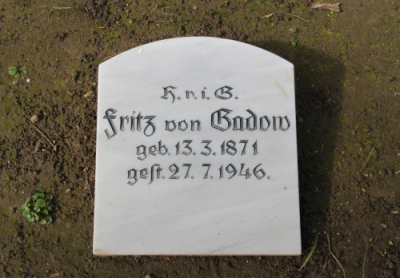 H. r. i. G.
Fritz von Gadow
geb. 13. 3. 1871
gest. 27. 7. 1946.